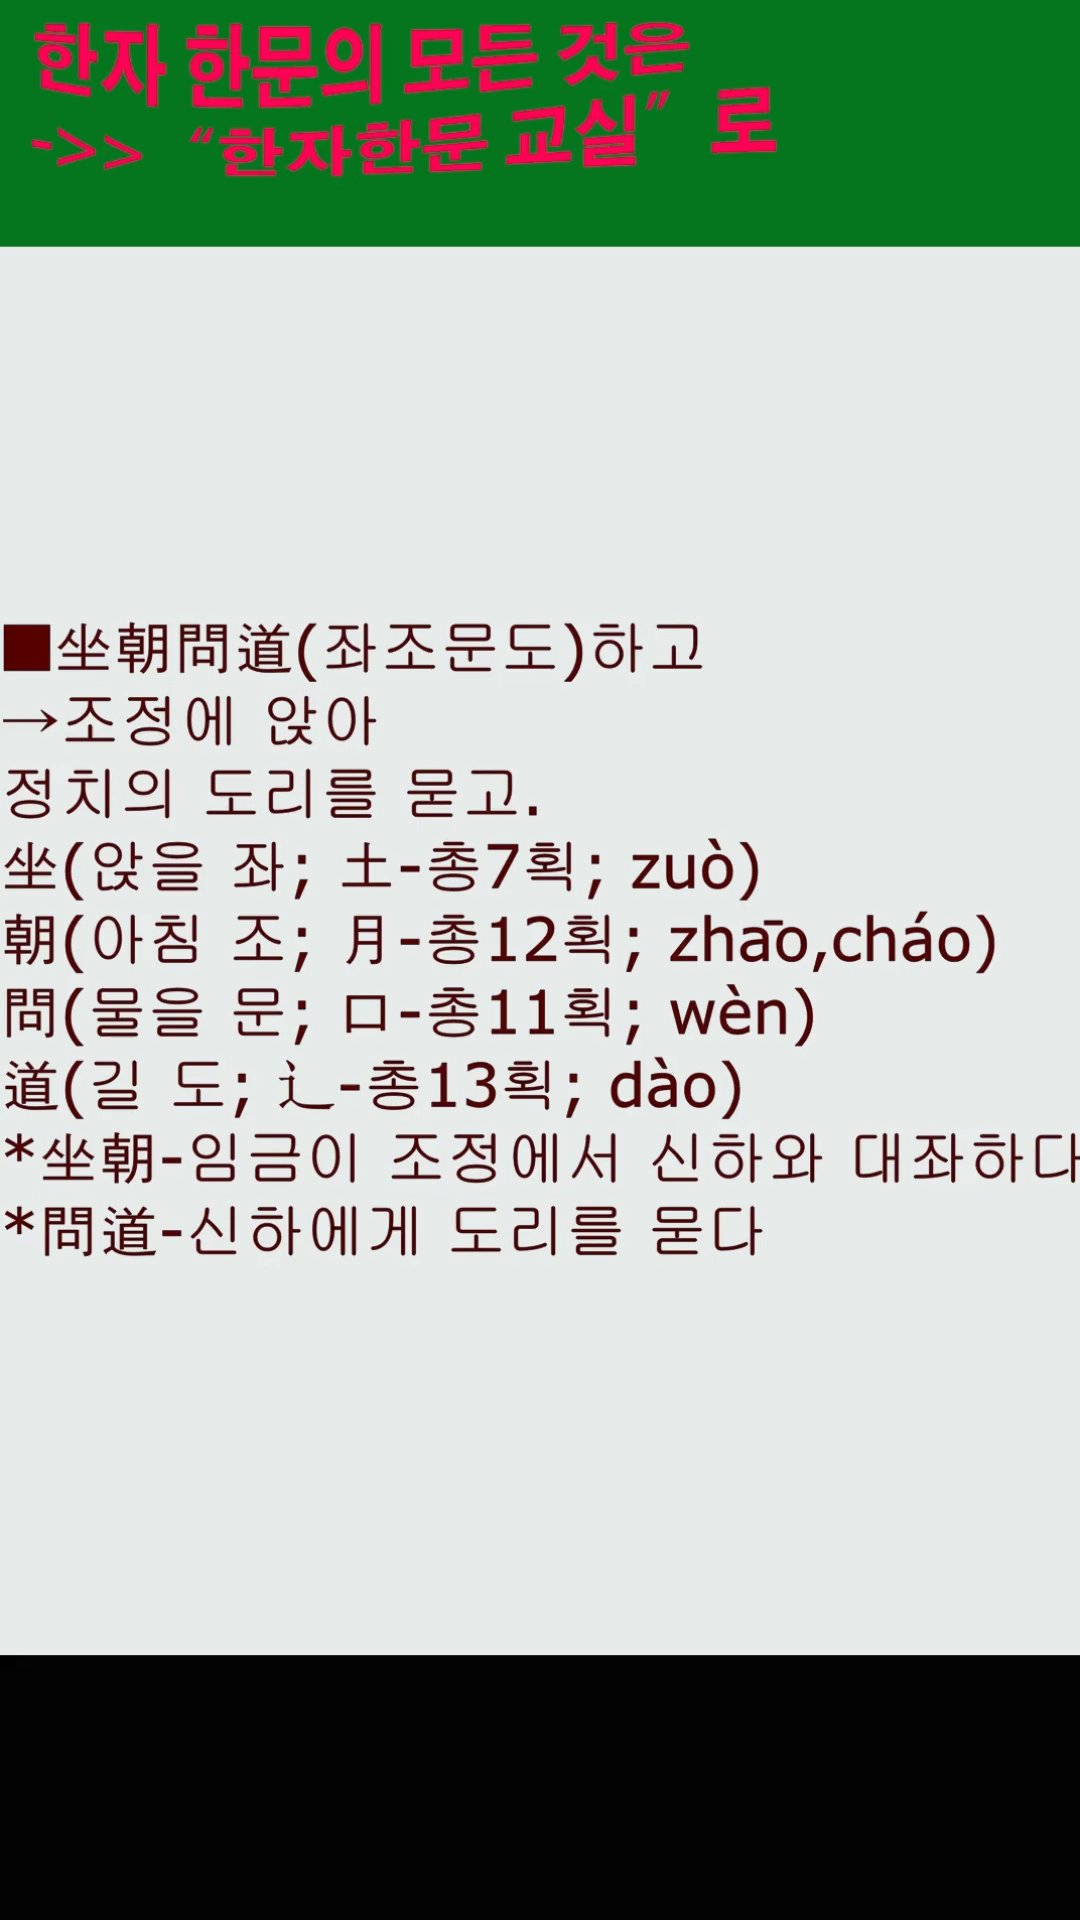 한자 한문의 모든 것은
->> “한자한문 교실” 로
■坐朝問道(좌조문도)하고
→조정에 앉아
정치의 도리를 묻고.
坐(앉을 좌; 土-총7획; zuò)
朝(아침 조; 月-총12획; zhāo,cháo)
問(물을 문; 口-총11획; wèn)
道(길 도; 辶-총13획; dào)
*坐朝-임금이 조정에서 신하와 대좌하다
*問道-신하에게 도리를 묻다